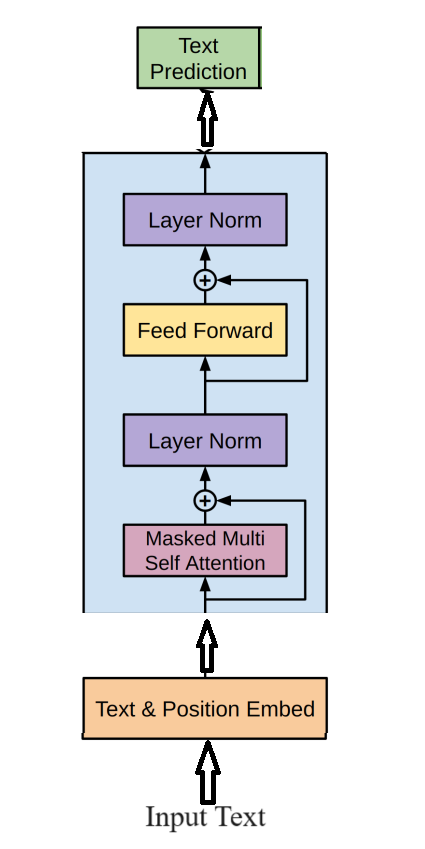 Text
Prediction
Layer Norm
+
Feed Forward
Layer Norm
+
Masked Multi
Self Attention
Text & Position Embed
Input Text